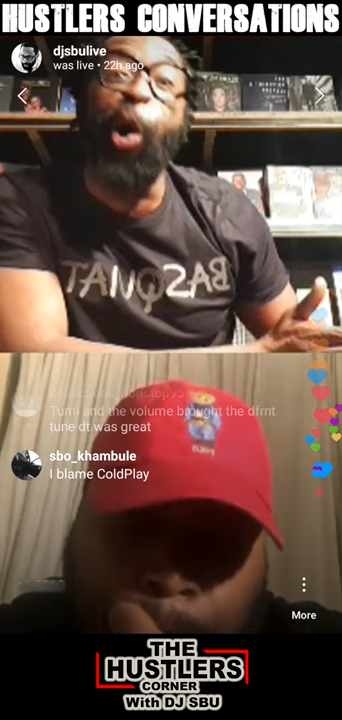 HUSTLERS CONVERSATIONS
djsbulive
was live • 22h ago
Tumi and the volume brought the dfrnt
tune dt was great
sbo_khambule
I blame ColdPlay
More
THE
HUSTLERS
CORNER
With DJ SBU